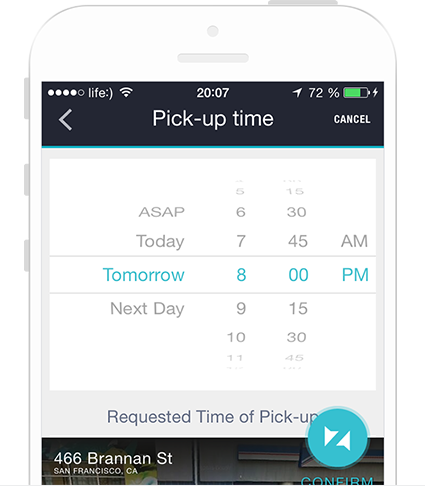 life:) 20:07 72 %
Pick-up time CANCEL
5 15
ASAP 6 30
Today 7 45 AM
Tomorrow 8 00 PM
Next Day 9 15
10 30
11 45
Requested Time of Pick-up
466 Brannan St
SAN FRANCISCO, CA
CONFIRM